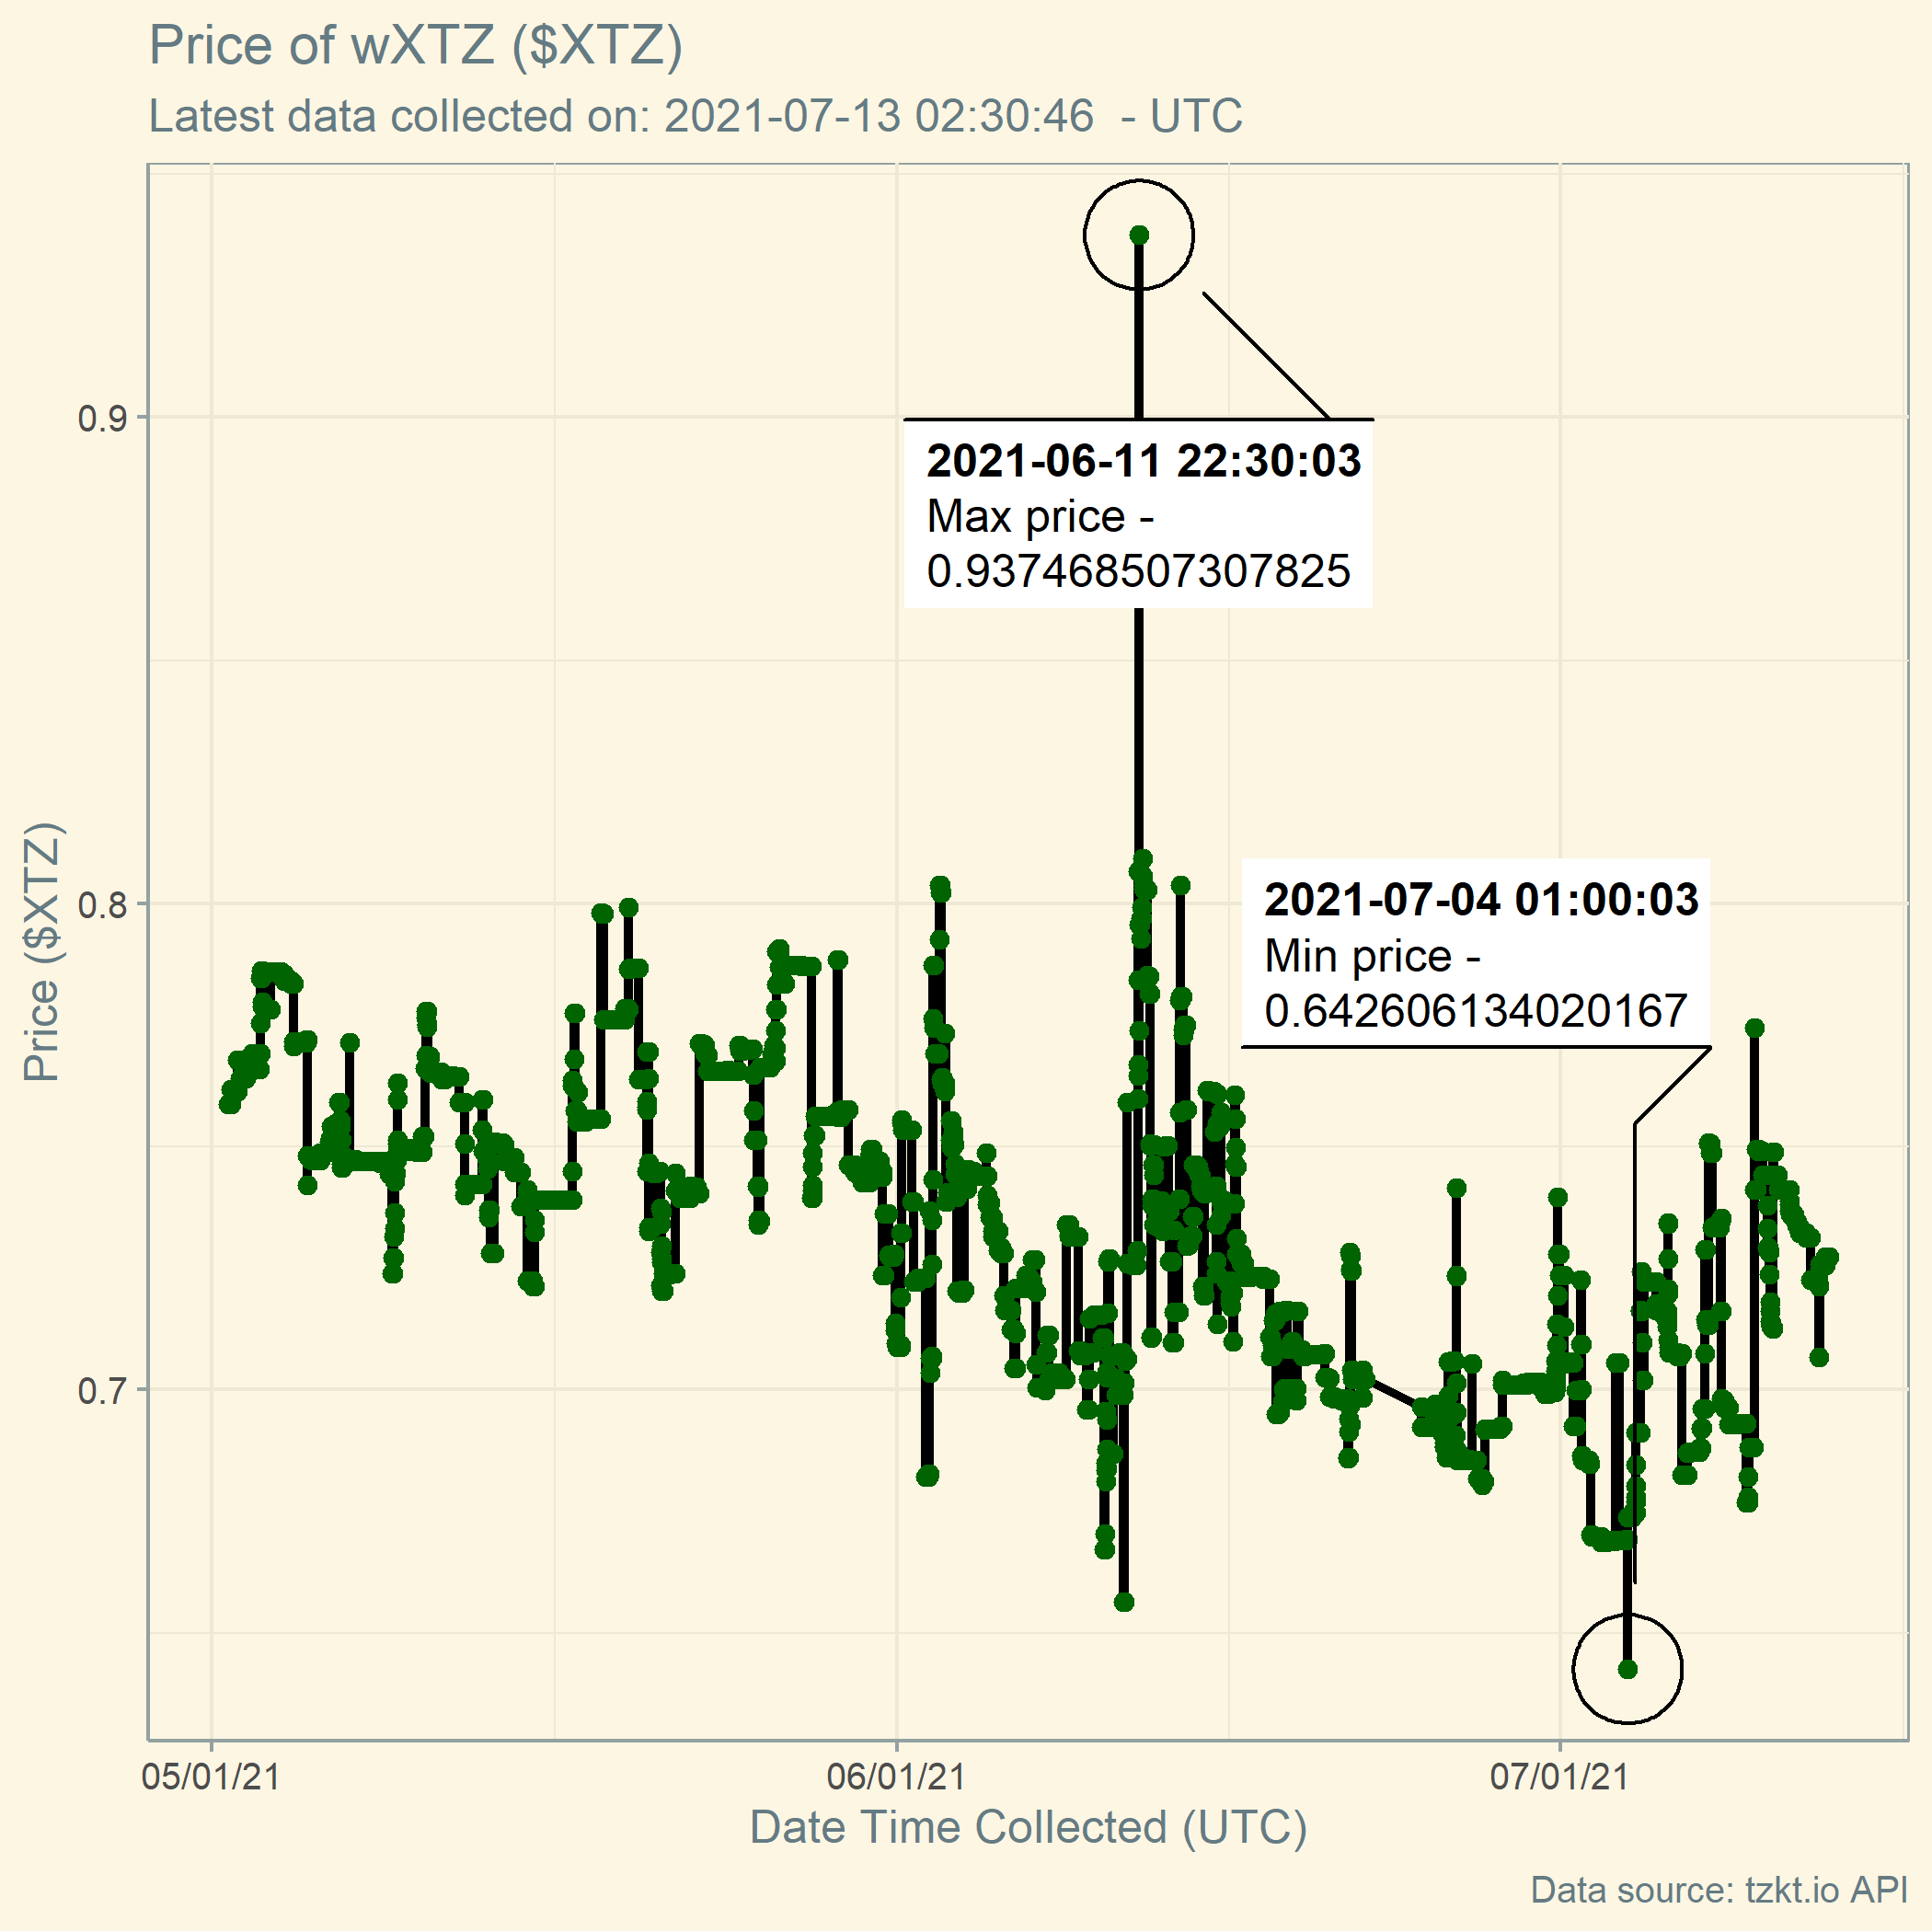 Price of wXTZ ($XTZ)
Latest data collected on: 2021-07-13 02:30:46  - UTC
Price ($XTZ)
0.9
0.8
0.7
2021-06-11 22:30:03
Max price -
0.937468507307825
2021-07-04 01:00:03
Min price -
0.642606134020167
05/01/21
06/01/21
07/01/21
Date Time Collected (UTC)
Data source: tzkt.io API